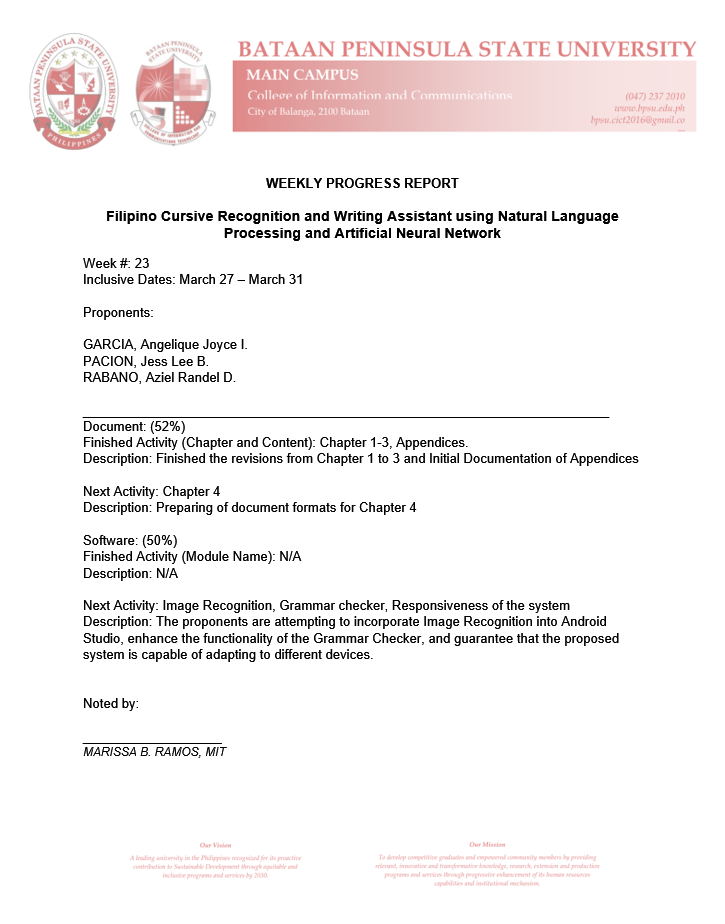 BATAAN PENINSULA STATE UNIVERSITY
MAIN CAMPUS
College of Information and Communications
City of Balanga, 2100 Bataan
(047) 237 2010
www.bpsu.edu.ph
bpsu.cict2016@gmail.co
BATAAN PENINSULA STATE UNIVERSITY
PHILIPPINES
BATAAN PENINSULA
WEEKLY PROGRESS REPORT
Filipino Cursive Recognition and Writing Assistant using Natural Language
Processing and Artificial Neural Network
Week #: 23
Inclusive Dates: March 27 – March 31
Proponents:
GARCIA, Angelique Joyce I.
PACION, Jess Lee B.
RABANO, Aziel Randel D.
Document: (52%)
Finished Activity (Chapter and Content): Chapter 1-3, Appendices.
Description: Finished the revisions from Chapter 1 to 3 and Initial Documentation of Appendices
Next Activity: Chapter 4
Description: Preparing of document formats for Chapter 4
Software: (50%)
Finished Activity (Module Name): N/A
Description: N/A
Next Activity: Image Recognition, Grammar checker, Responsiveness of the system
Description: The proponents are attempting to incorporate Image Recognition into Android
Studio, enhance the functionality of the Grammar Checker, and guarantee that the proposed
system is capable of adapting to different devices.
Noted by:
MARISSA B. RAMOS, MIT
Our Vision
A leading university in the Philippines recognized for its proactive
contribution to Sustainable Development through equitable and
inclusive programs and services by 2030.
Our Mission
To develop competitive graduates and empowered community members by providing
relevant, innovative and transformative knowledge, research, extension and production
programs and services through progressive enhancement of its human resources
capabilities and institutional mechanism.